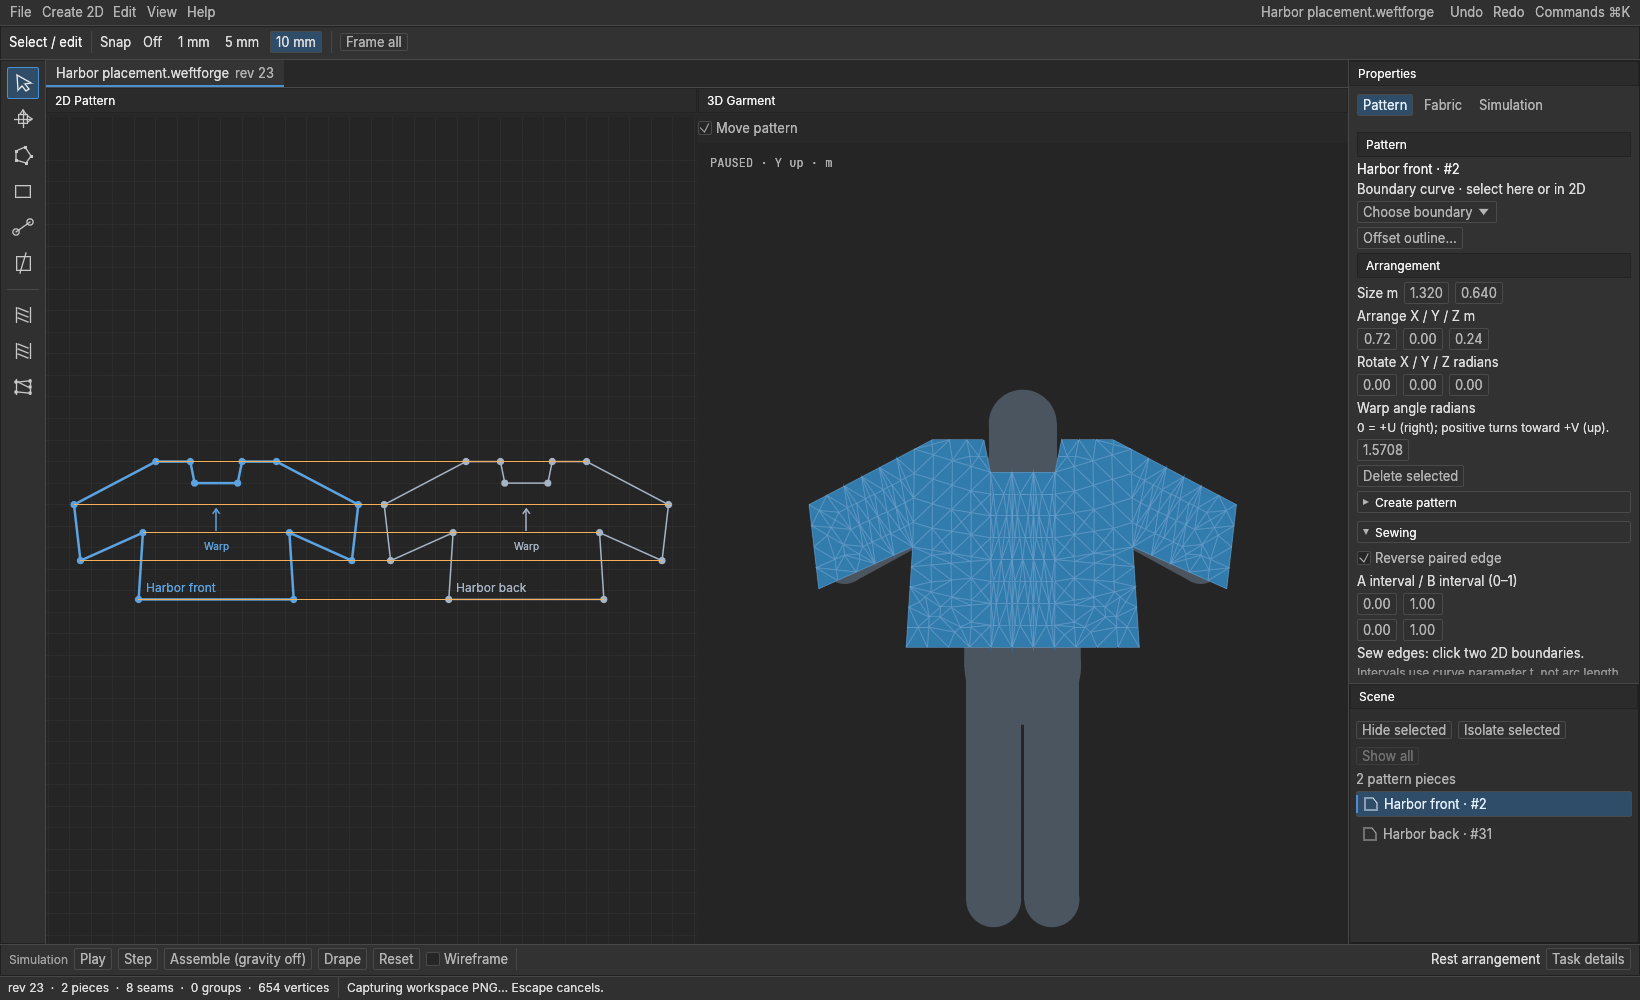 File Create 2D Edit View Help
Harbor placement.weftforge Undo Redo Commands ⌘K
Select / edit Snap Off 1 mm 5 mm 10 mm Frame all
Harbor placement.weftforge rev 23
2D Pattern
3D Garment
Move pattern
PAUSED · Y up · m
Warp
Warp
Harbor front
Harbor back
Properties
Pattern Fabric Simulation
Pattern
Harbor front · #2
Boundary curve · select here or in 2D
Choose boundary
Offset outline...
Arrangement
Size m 1.320 0.640
Arrange X / Y / Z m
0.72 0.00 0.24
Rotate X / Y / Z radians
0.00 0.00 0.00
Warp angle radians
0 = +U (right); positive turns toward +V (up).
1.5708
Delete selected
Create pattern
Sewing
Reverse paired edge
A interval / B interval (0–1)
0.00 1.00
0.00 1.00
Sew edges: click two 2D boundaries.
Intervals use curve parameter t, not arc length
Scene
Hide selected Isolate selected
Show all
2 pattern pieces
Harbor front · #2
Harbor back · #31
Simulation Play Step Assemble (gravity off) Drape Reset Wireframe
Rest arrangement Task details
rev 23 · 2 pieces · 8 seams · 0 groups · 654 vertices Capturing workspace PNG... Escape cancels.